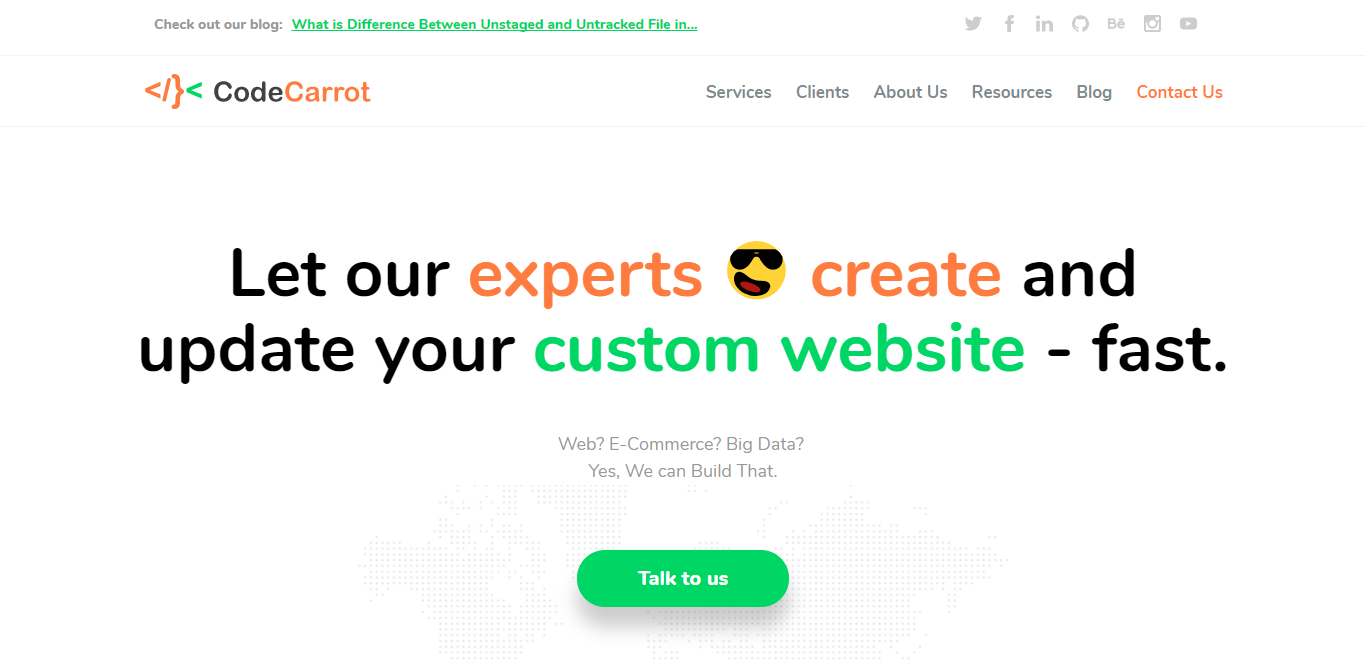 Check out our blog: What is Difference Between Unstaged and Untracked File in...
</}< CodeCarrot
Services Clients About Us Resources Blog Contact Us
Let our experts 😎 create and
update your custom website - fast.
Web? E-Commerce? Big Data?
Yes, We can Build That.
Talk to us